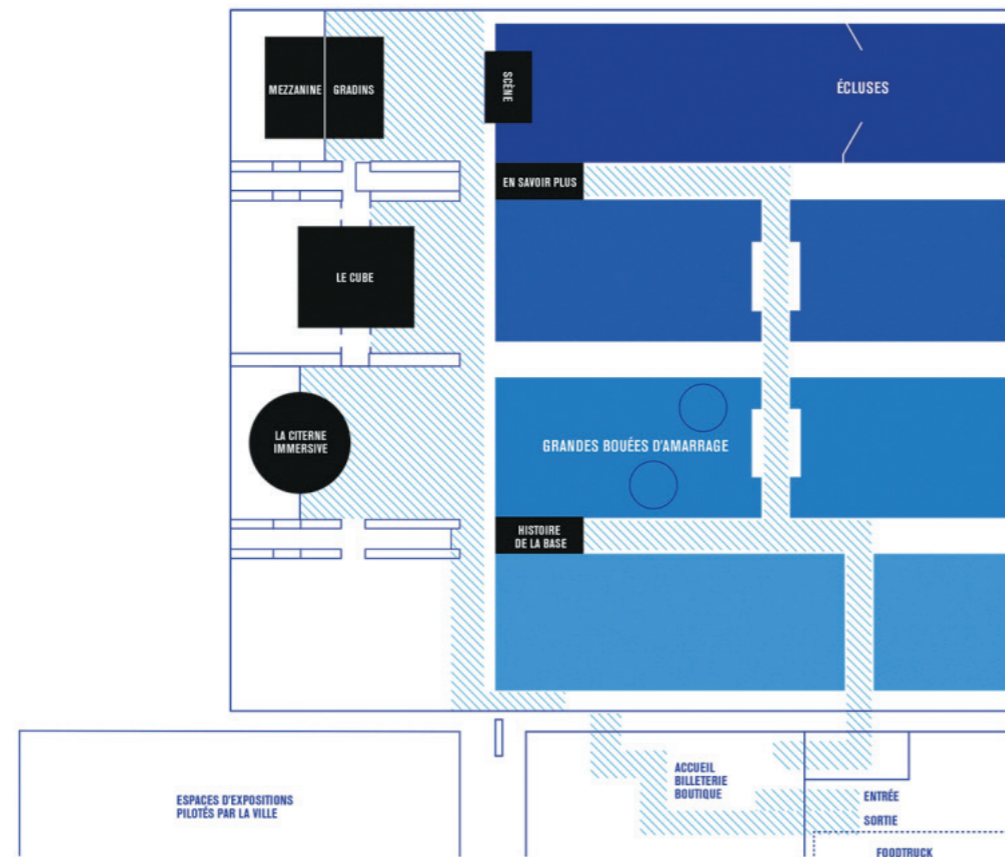 MEZZANINE
GRADINS
SCÈNE
ÉCLUSES
EN SAVOIR PLUS
LE CUBE
LA CITERNE
IMMERSIVE
GRANDES BOUÉES D'AMARRAGE
HISTOIRE
DE LA BASE
ACCUEIL
BILLETERIE
BOUTIQUE
ESPACES D'EXPOSITIONS
PILOTÉS PAR LA VILLE
ENTRÉE
SORTIE
FOODTRUCK